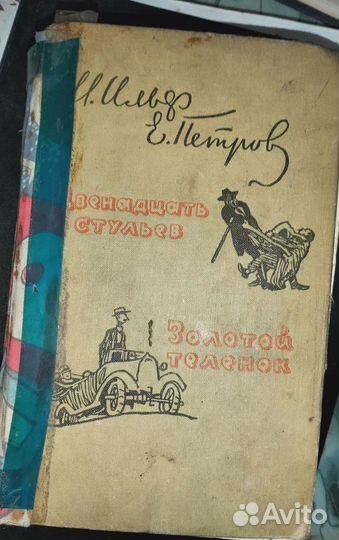 И. Ильф
Е. Петров
Двенадцать
стульев
Золотой
теленок
Avito